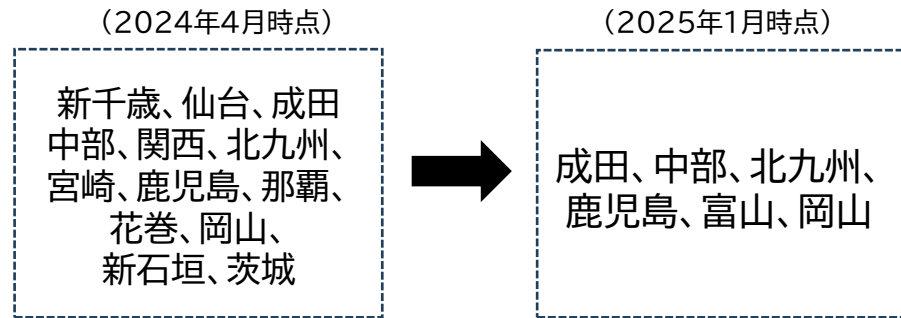 （2024年4月時点）
新千歳、仙台、成田
中部、関西、北九州、
宮崎、鹿児島、那覇、
花巻、岡山、
新石垣、茨城
（2025年1月時点）
成田、中部、北九州、
鹿児島、富山、岡山